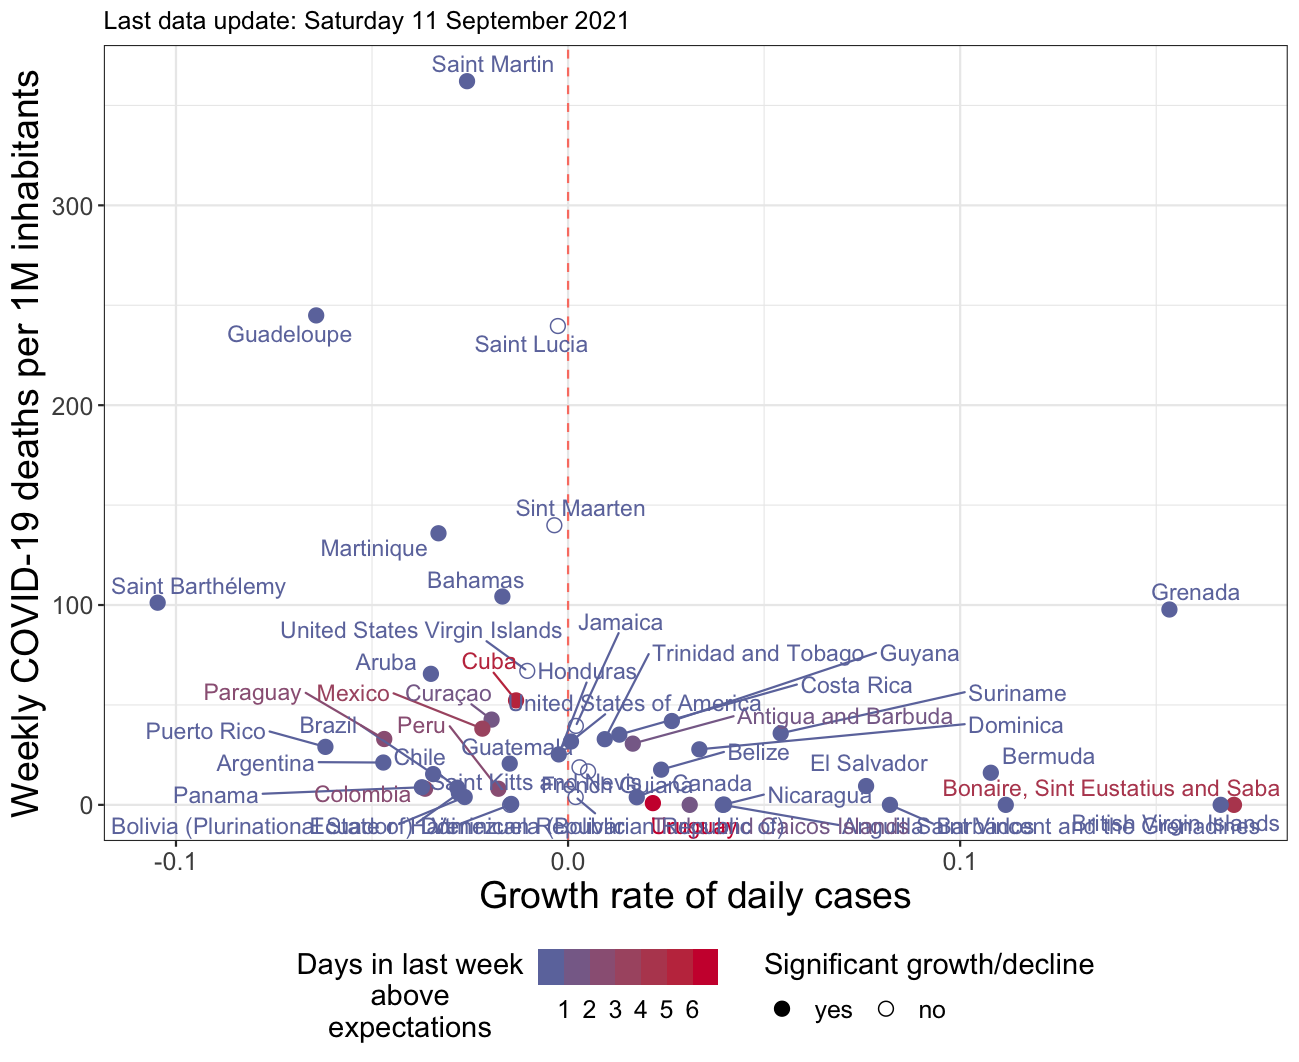 Last data update: Saturday 11 September 2021
Weekly COVID-19 deaths per 1M inhabitants
300
200
100
0
Saint Martin
Guadeloupe
Saint Lucia
Sint Maarten
Martinique
Bahamas
Saint Barthélemy
Grenada
Jamaica
United States Virgin Islands
Trinidad and Tobago
Guyana
Aruba
Cuba
Honduras
Costa Rica
Paraguay
Mexico
Curaçao
Suriname
United States of America
Antigua and Barbuda
Puerto Rico
Brazil
Peru
Dominica
Argentina
Chile
Guatemala
Belize
El Salvador
Bermuda
Panama
Colombia
Saint Kitts and Nevis
French Guiana
Canada
Nicaragua
Bonaire, Sint Eustatius and Saba
Bolivia (Plurinational State of)
Ecuador
Haiti
Dominican Republic
Venezuela (Bolivarian Republic of)
Uruguay
Turks and Caicos Islands
Anguilla
Barbados
Saint Vincent and the Grenadines
British Virgin Islands
-0.1
0.0
0.1
Growth rate of daily cases
Days in last week
above
expectations
1 2 3 4 5 6
Significant growth/decline
yes
no